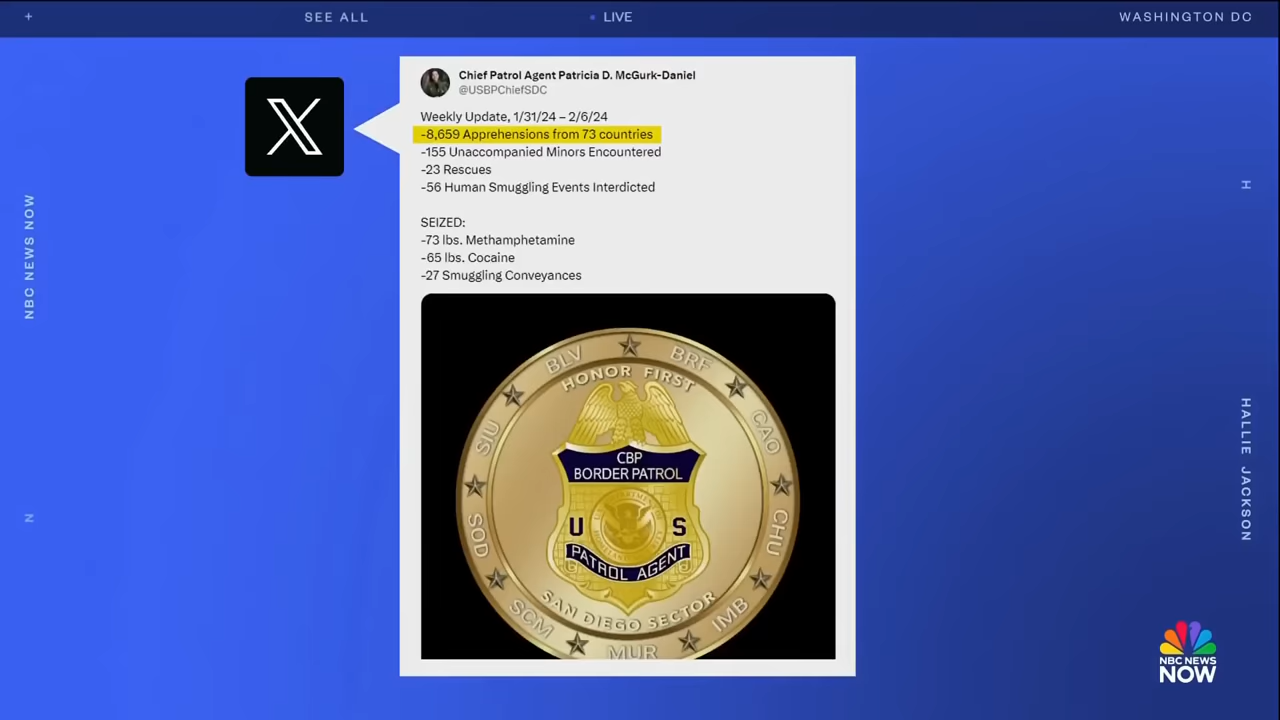 SEE ALL
LIVE
WASHINGTON DC
NBC NEWS NOW
N
H
HALLIE JACKSON
Chief Patrol Agent Patricia D. McGurk-Daniel
@USBPChiefSDC
Weekly Update, 1/31/24 – 2/6/24
-8,659 Apprehensions from 73 countries
-155 Unaccompanied Minors Encountered
-23 Rescues
-56 Human Smuggling Events Interdicted
SEIZED:
-73 lbs. Methamphetamine
-65 lbs. Cocaine
-27 Smuggling Conveyances
BLV
BRF
CAO
CHU
IMB
MUR
SCM
SOD
SIU
HONOR FIRST
CBP
BORDER PATROL
U S
PATROL AGENT
SAN DIEGO SECTOR
NBC NEWS
NOW